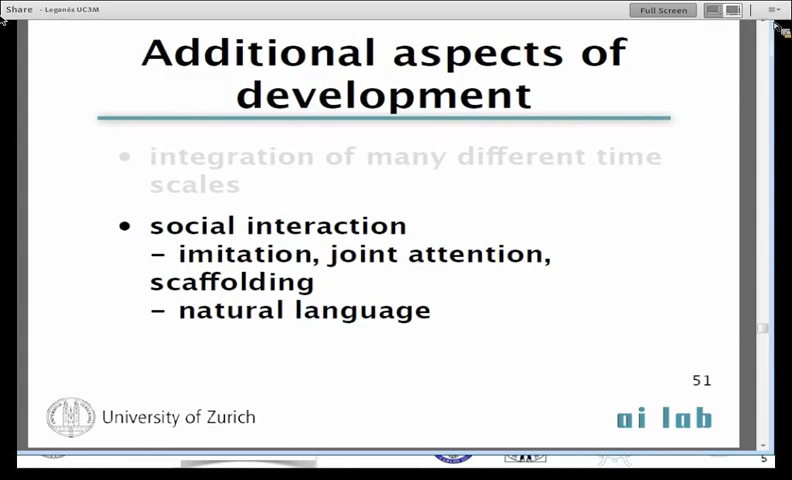 Share - Leganés UC3M
Full Screen
Additional aspects of
development
• integration of many different time
scales
• social interaction
– imitation, joint attention,
scaffolding
– natural language
51
University of Zurich
ai lab
5